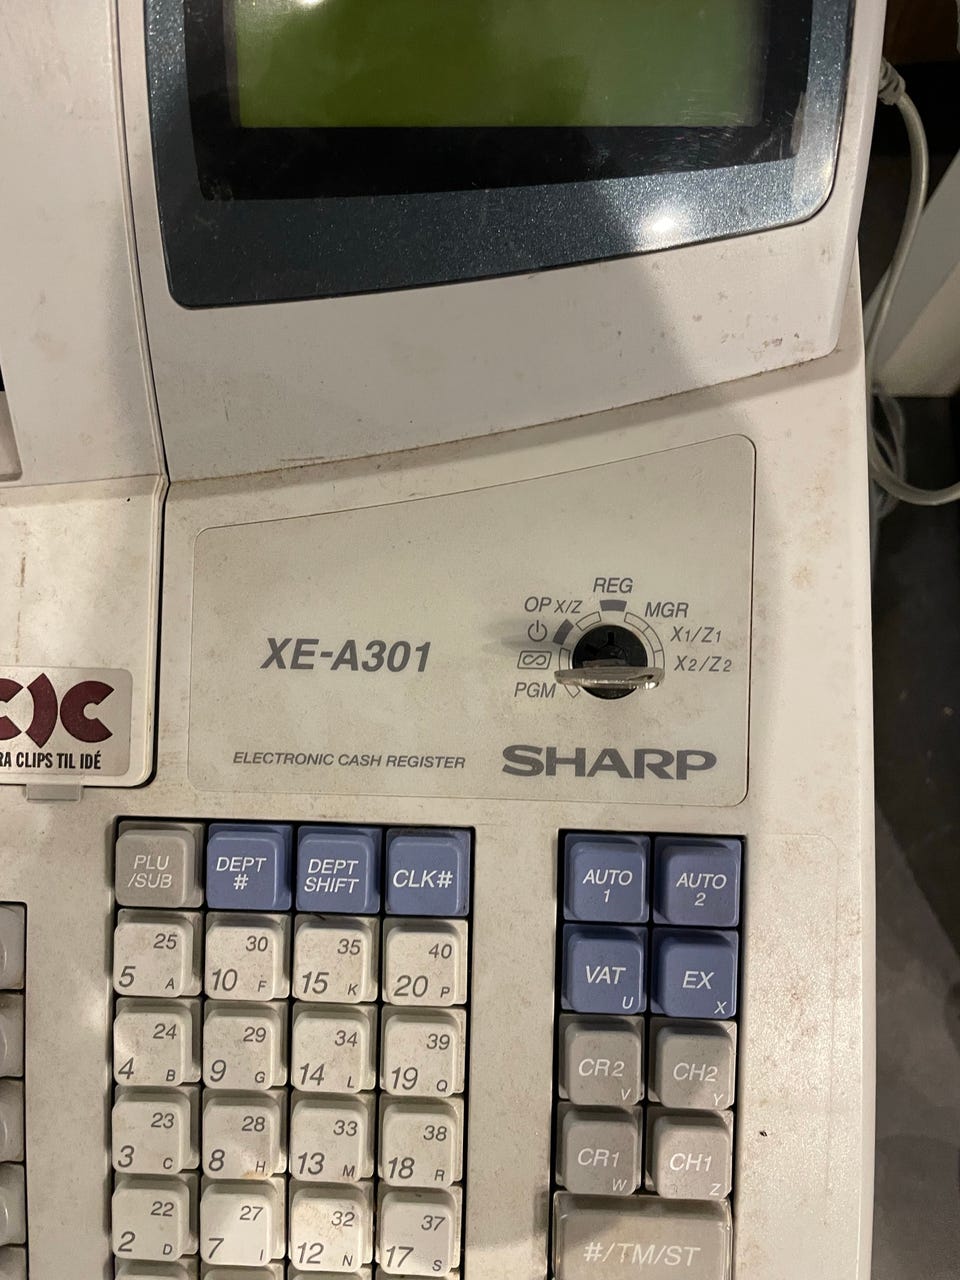 REG
OP X/Z
MGR
X1/Z1
X2/Z2
PGM
XE-A301
ELECTRONIC CASH REGISTER
SHARP
CLIPS TIL IDÉ
PLU
/SUB
DEPT
#
DEPT
SHIFT
CLK#
AUTO
1
AUTO
2
25
5 A
30
10 F
35
15 K
40
20 P
VAT
U
EX
X
24
4 B
29
9 G
34
14 L
39
19 Q
CR2
V
CH2
Y
23
3 C
28
8 H
33
13 M
38
18 R
CR1
W
CH1
Z
22
2 D
27
7 I
32
12 N
37
17 S
#/TM/ST